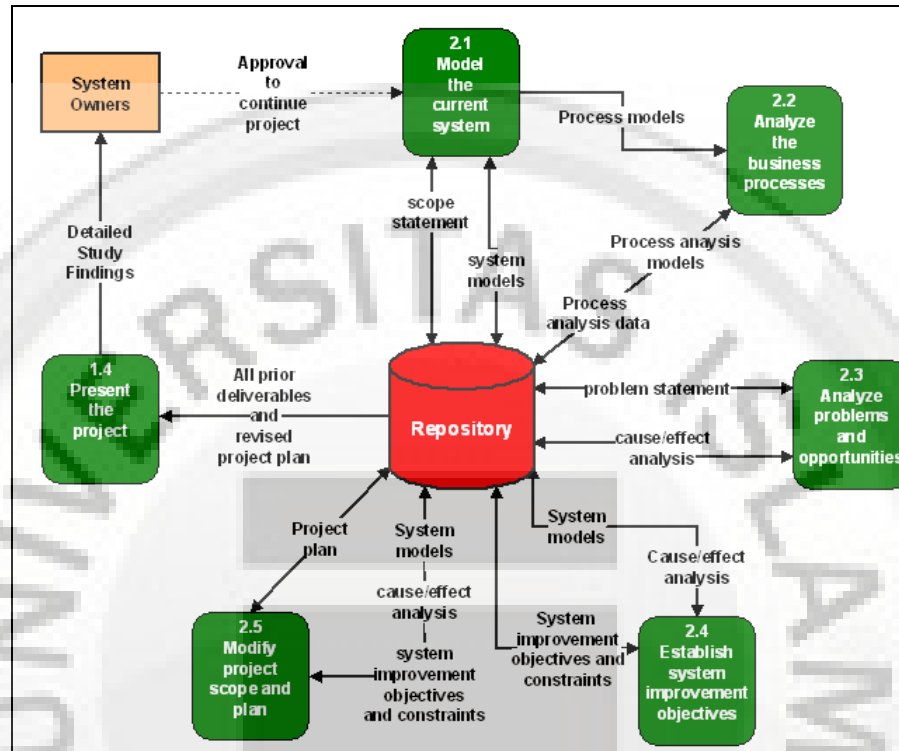 System
Owners
Approval
to
continue
project
2.1
Model
the
current
system
Process models
2.2
Analyze
the
business
processes
Detailed
Study
Findings
scope
statement
system
models
Process anaysis
models
Process
analysis data
1.4
Present
the
project
All prior
deliverables
and
revised
project plan
Repository
problem statement
cause/effect
analysis
2.3
Analyze
problems
and
opportunities
Project
plan
System
models
cause/effect
analysis
system
improvement
objectives
and constraints
System
models
Cause/effect
analysis
System
improvement
objectives and
constraints
2.5
Modify
project
scope and
plan
2.4
Establish
system
improvement
objectives
RSITAS ISLAM